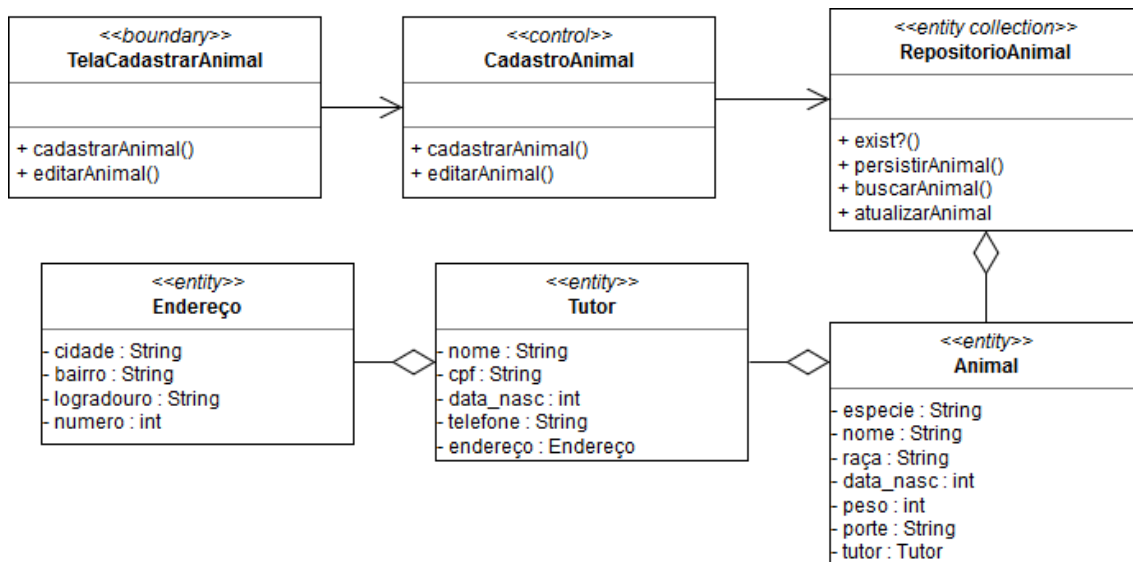 <<boundary>>
TelaCadastrarAnimal
+ cadastrarAnimal()
+ editarAnimal()
<<control>>
CadastroAnimal
+ cadastrarAnimal()
+ editarAnimal()
<<entity collection>>
RepositorioAnimal
+ exist?()
+ persistirAnimal()
+ buscarAnimal()
+ atualizarAnimal
<<entity>>
Endereço
- cidade : String
- bairro : String
- logradouro : String
- numero : int
<<entity>>
Tutor
- nome : String
- cpf : String
- data_nasc : int
- telefone : String
- endereço : Endereço
<<entity>>
Animal
- especie : String
- nome : String
- raça : String
- data_nasc : int
- peso : int
- porte : String
- tutor : Tutor